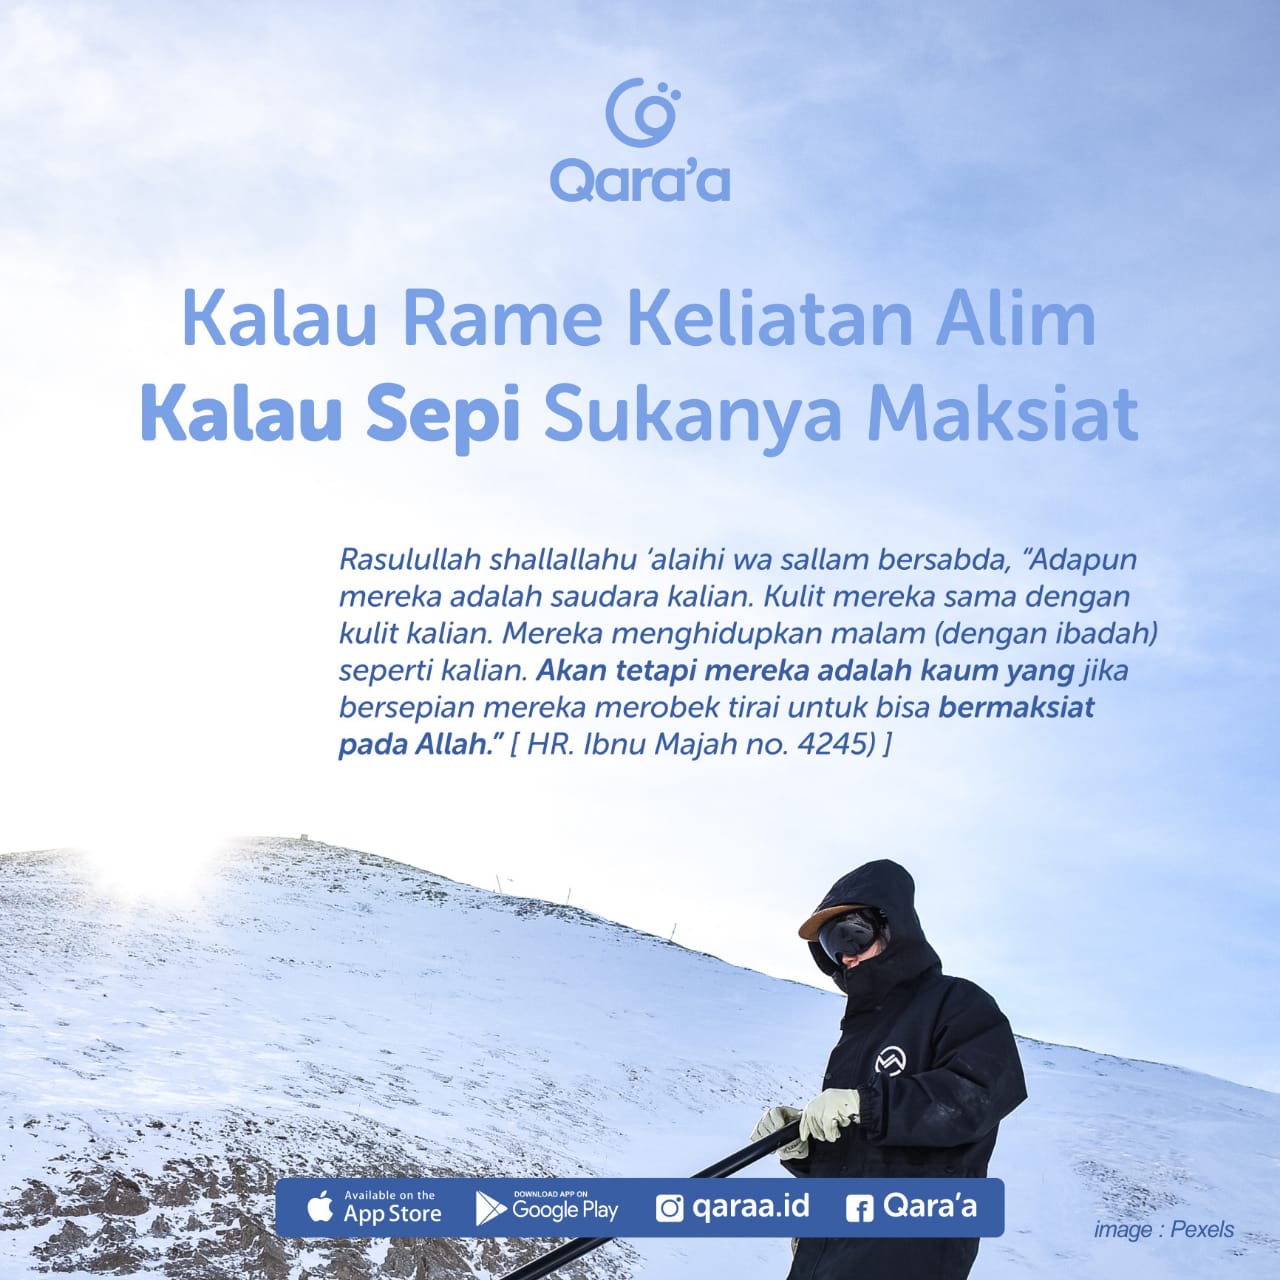 Qara’a
Kalau Rame Keliatan Alim
Kalau Sepi Sukanya Maksiat
Rasulullah shallallahu ‘alaihi wa sallam bersabda, “Adapun
mereka adalah saudara kalian. Kulit mereka sama dengan
kulit kalian. Mereka menghidupkan malam (dengan ibadah)
seperti kalian. Akan tetapi mereka adalah kaum yang jika
bersepian mereka merobek tirai untuk bisa bermaksiat
pada Allah.” [ HR. Ibnu Majah no. 4245) ]
Available on the
App Store
DOWNLOAD APP ON
Google Play
qaraa.id
Qara’a
image : Pexels